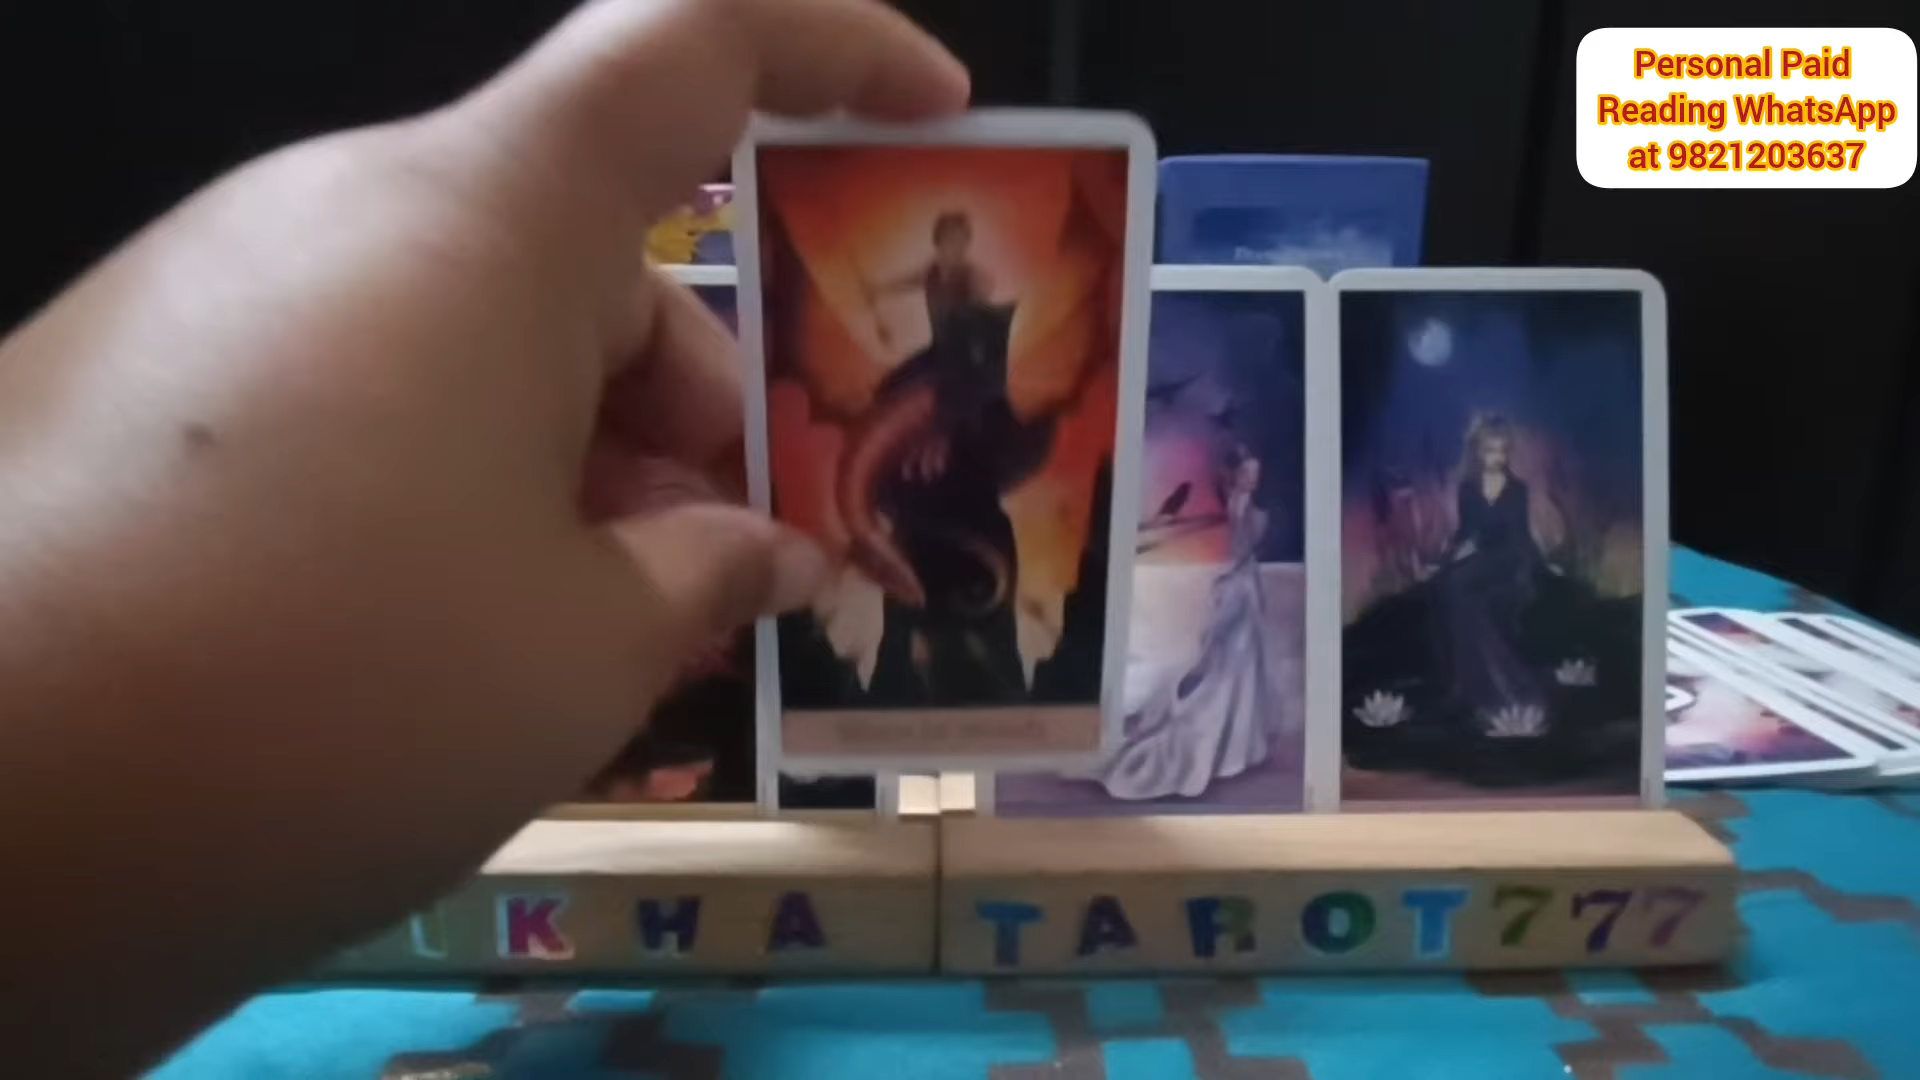 Personal Paid
Reading WhatsApp
at 9821203637
KHA TAROT777